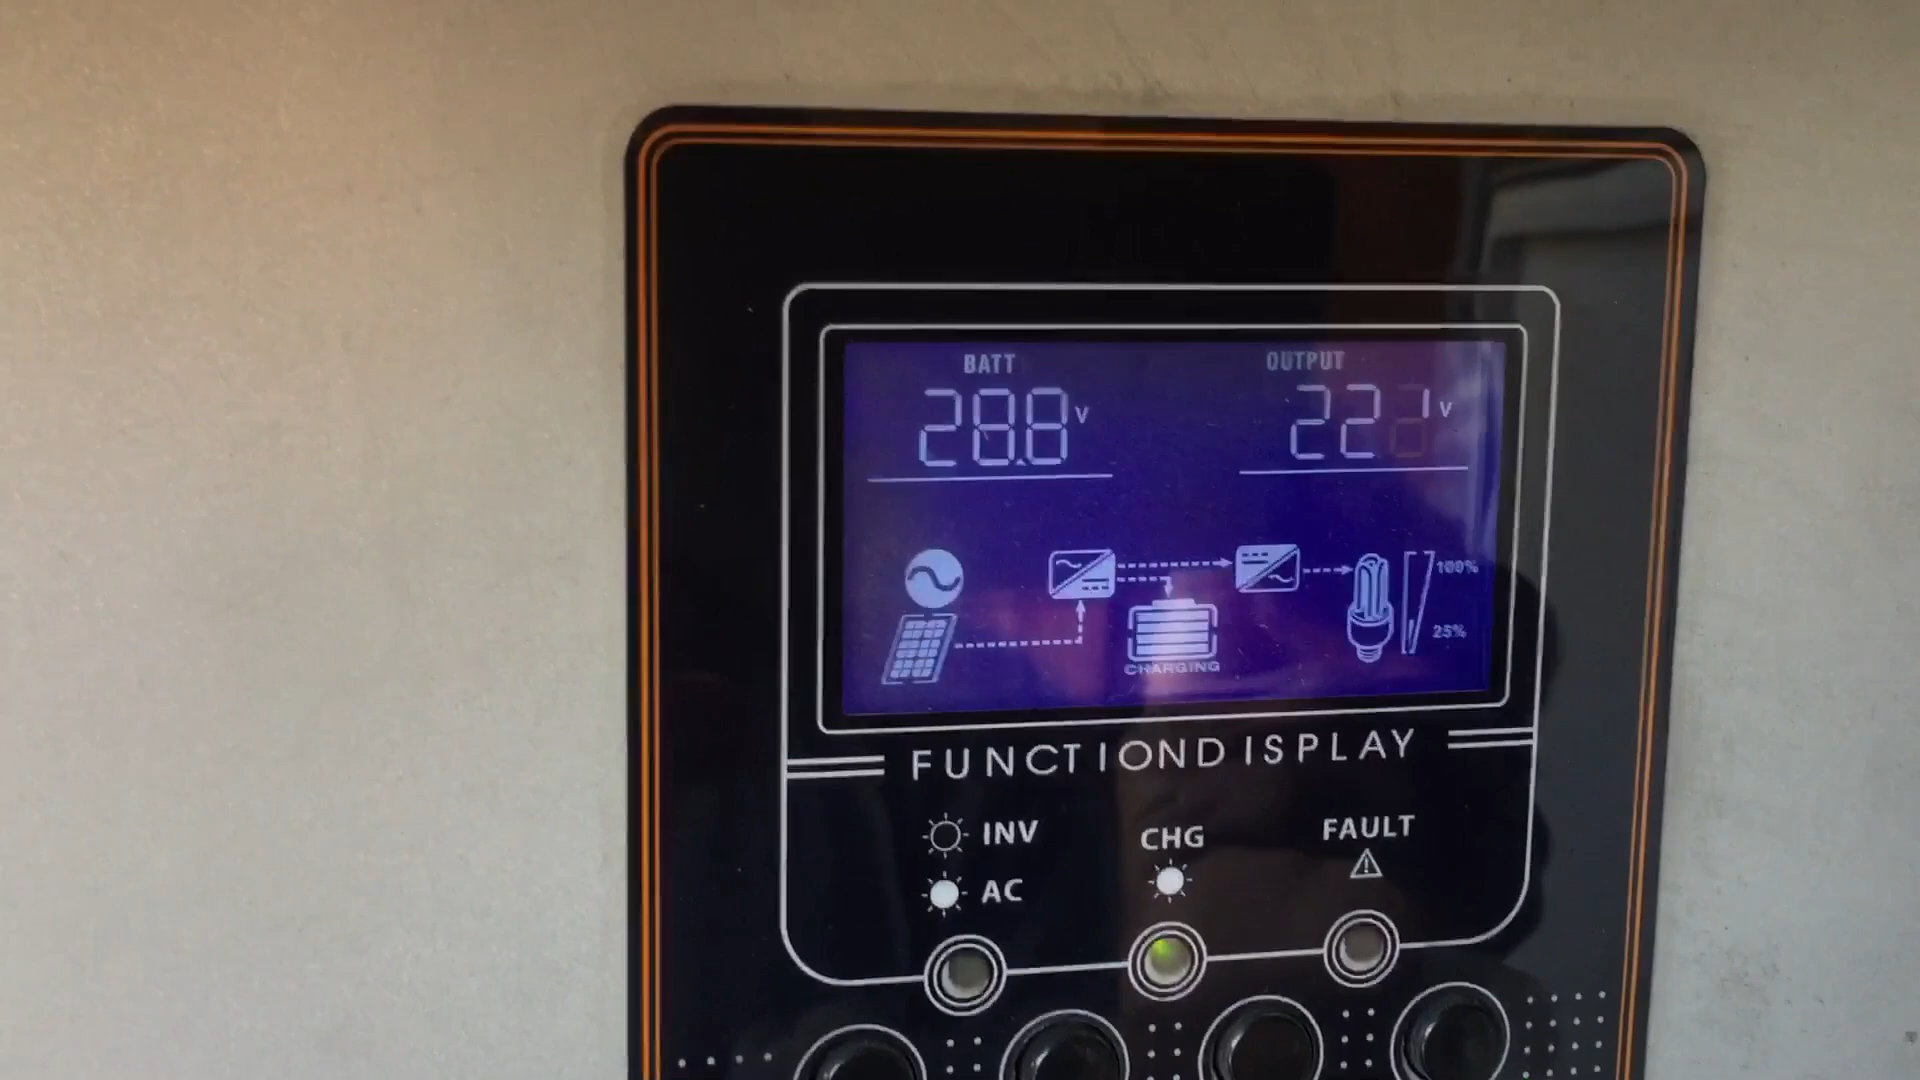 BATT OUTPUT
28.8 V 22 V
100%
25%
CHARGING
FUNCTIONDISPLAY
INV CHG FAULT
AC